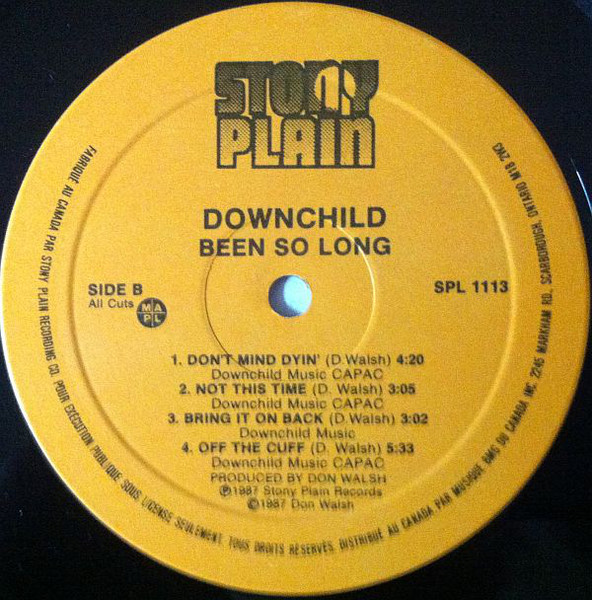 STONY
PLAIN
DOWNCHILD
BEEN SO LONG
SIDE B
All Cuts
MAPL
SPL 1113
1. DON'T MIND DYIN' (D.Walsh) 4:20
Downchild Music CAPAC
2. NOT THIS TIME (D. Walsh) 3:05
Downchild Music CAPAC
3. BRING IT ON BACK (D. Walsh) 3:02
Downchild Music
4. OFF THE CUFF (D. Walsh) 5:33
Downchild Music CAPAC
PRODUCED BY DON WALSH
℗1987 Stony Plain Records
©1987 Don Walsh
FABRIQUE AU CANADA PAR STONY PLAIN RECORDING CO. POUR EXECUTION PUBLIQUE SOUS LICENSE SEULEMENT. TOUS DROITS RÉSERVÉS. DISTRIBUÉ AU CANADA PAR MUSIQUE BMG DU CANADA, INC. 2245 MARKHAM RD., SCARBOROUGH, ONTARIO M1B 2W3